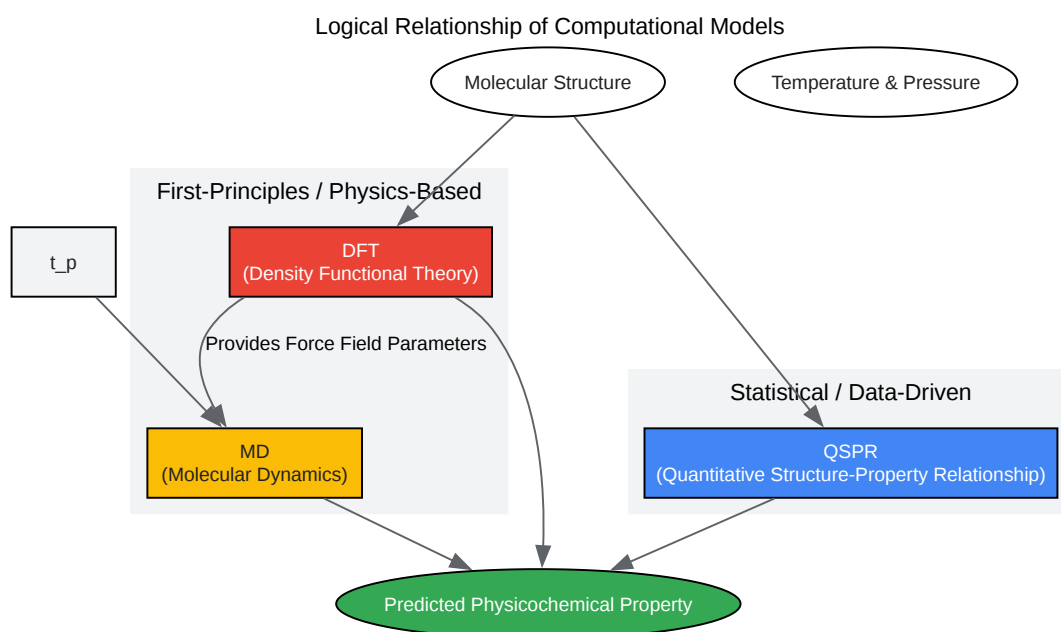 Logical Relationship of Computational Models
Molecular Structure
Temperature & Pressure
First-Principles / Physics-Based
DFT
(Density Functional Theory)
t_p
Provides Force Field Parameters
Statistical / Data-Driven
MD
(Molecular Dynamics)
QSPR
(Quantitative Structure-Property Relationship)
Predicted Physicochemical Property